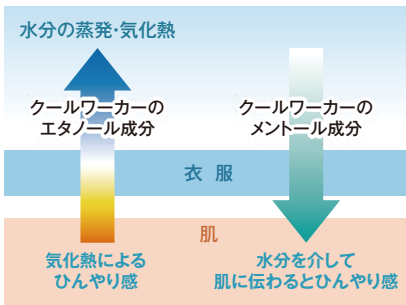 水分の蒸発・気化熱
クールワーカーの
エタノール成分
クールワーカーの
メントール成分
衣服
肌
気化熱による
ひんやり感
水分を介して
肌に伝わるとひんやり感